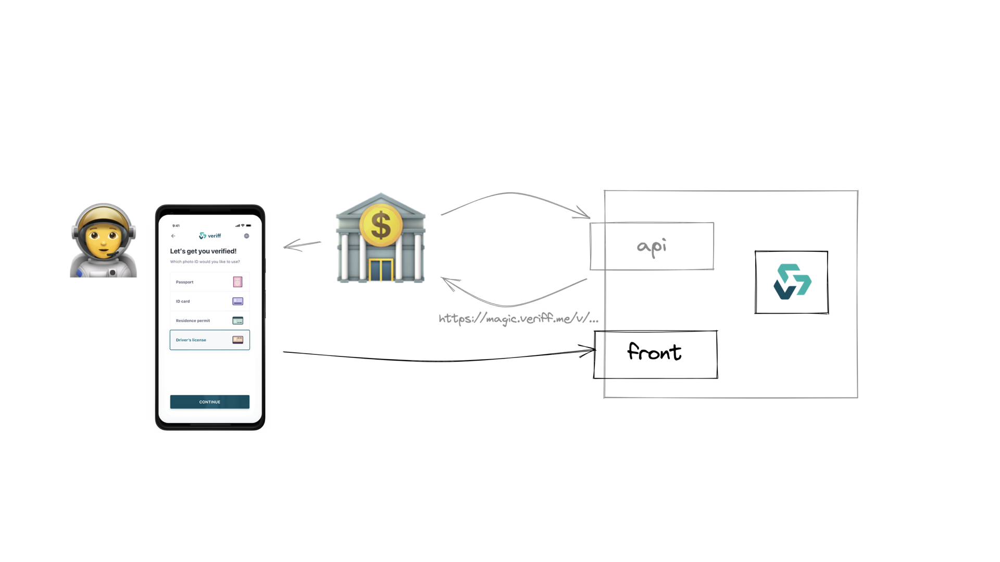 9:41
veriff
Let's get you verified!
Which photo ID would you like to use?
Passport
ID card
Residence permit
Driver's license
CONTINUE
$
api
https://magic.veriff.me/v/...
front